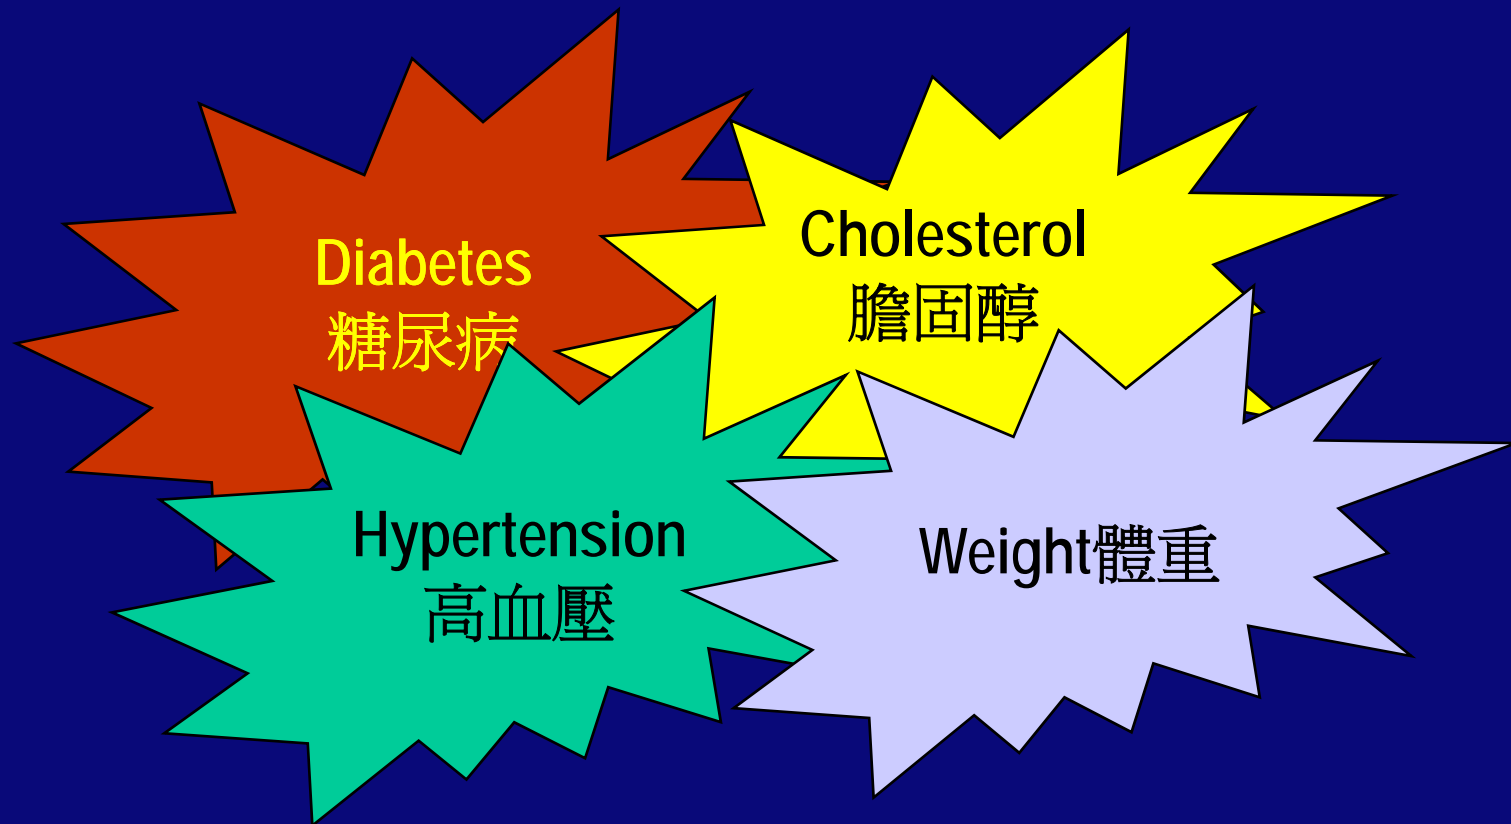 Diabetes
糖尿病
Cholesterol
膽固醇
Hypertension
高血壓
Weight體重